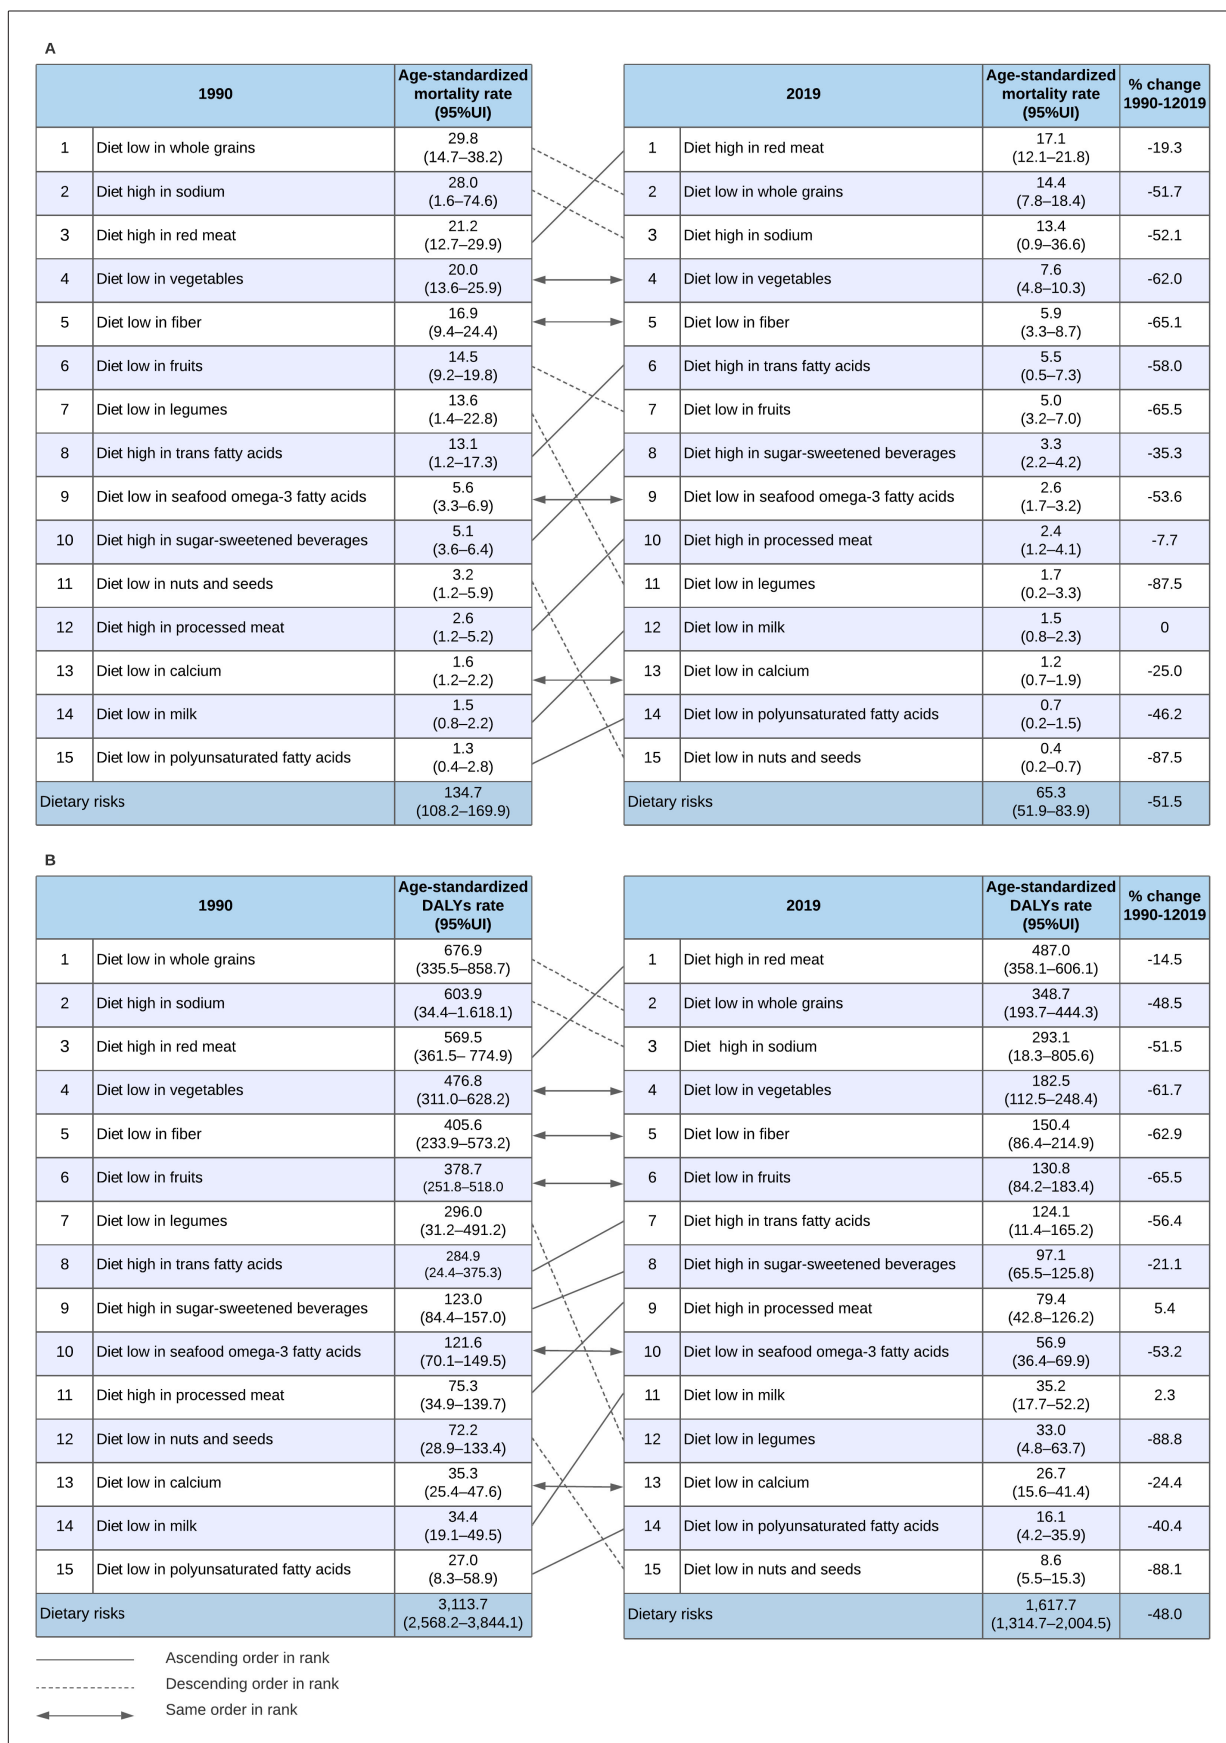 A
1990
Age-standardized
mortality rate
(95%UI)
2019
Age-standardized
mortality rate
(95%UI)
% change
1990-12019
1 Diet low in whole grains 29.8
(14.7–38.2)
1 Diet high in red meat 17.1
(12.1–21.8)
-19.3
2 Diet high in sodium 28.0
(1.6–74.6)
2 Diet low in whole grains 14.4
(7.8–18.4)
-51.7
3 Diet high in red meat 21.2
(12.7–29.9)
3 Diet high in sodium 13.4
(0.9–36.6)
-52.1
4 Diet low in vegetables 20.0
(13.6–25.9)
4 Diet low in vegetables 7.6
(4.8–10.3)
-62.0
5 Diet low in fiber 16.9
(9.4–24.4)
5 Diet low in fiber 5.9
(3.3–8.7)
-65.1
6 Diet low in fruits 14.5
(9.2–19.8)
6 Diet high in trans fatty acids 5.5
(0.5–7.3)
-58.0
7 Diet low in legumes 13.6
(1.4–22.8)
7 Diet low in fruits 5.0
(3.2–7.0)
-65.5
8 Diet high in trans fatty acids 13.1
(1.2–17.3)
8 Diet high in sugar-sweetened beverages 3.3
(2.2–4.2)
-35.3
9 Diet low in seafood omega-3 fatty acids 5.6
(3.3–6.9)
9 Diet low in seafood omega-3 fatty acids 2.6
(1.7–3.2)
-53.6
10 Diet high in sugar-sweetened beverages 5.1
(3.6–6.4)
10 Diet high in processed meat 2.4
(1.2–4.1)
-7.7
11 Diet low in nuts and seeds 3.2
(1.2–5.9)
11 Diet low in legumes 1.7
(0.2–3.3)
-87.5
12 Diet high in processed meat 2.6
(1.2–5.2)
12 Diet low in milk 1.5
(0.8–2.3)
0
13 Diet low in calcium 1.6
(1.2–2.2)
13 Diet low in calcium 1.2
(0.7–1.9)
-25.0
14 Diet low in milk 1.5
(0.8–2.2)
14 Diet low in polyunsaturated fatty acids 0.7
(0.2–1.5)
-46.2
15 Diet low in polyunsaturated fatty acids 1.3
(0.4–2.8)
15 Diet low in nuts and seeds 0.4
(0.2–0.7)
-87.5
Dietary risks 134.7
(108.2–169.9)
Dietary risks 65.3
(51.9–83.9)
-51.5
B
1990
Age-standardized
DALYs rate
(95%UI)
2019
Age-standardized
DALYs rate
(95%UI)
% change
1990-12019
1 Diet low in whole grains 676.9
(335.5–858.7)
1 Diet high in red meat 487.0
(358.1–606.1)
-14.5
2 Diet high in sodium 603.9
(34.4–1.618.1)
2 Diet low in whole grains 348.7
(193.7–444.3)
-48.5
3 Diet high in red meat 569.5
(361.5– 774.9)
3 Diet  high in sodium 293.1
(18.3–805.6)
-51.5
4 Diet low in vegetables 476.8
(311.0–628.2)
4 Diet low in vegetables 182.5
(112.5–248.4)
-61.7
5 Diet low in fiber 405.6
(233.9–573.2)
5 Diet low in fiber 150.4
(86.4–214.9)
-62.9
6 Diet low in fruits 378.7
(251.8–518.0
6 Diet low in fruits 130.8
(84.2–183.4)
-65.5
7 Diet low in legumes 296.0
(31.2–491.2)
7 Diet high in trans fatty acids 124.1
(11.4–165.2)
-56.4
8 Diet high in trans fatty acids 284.9
(24.4–375.3)
8 Diet high in sugar-sweetened beverages 97.1
(65.5–125.8)
-21.1
9 Diet high in sugar-sweetened beverages 123.0
(84.4–157.0)
9 Diet high in processed meat 79.4
(42.8–126.2)
5.4
10 Diet low in seafood omega-3 fatty acids 121.6
(70.1–149.5)
10 Diet low in seafood omega-3 fatty acids 56.9
(36.4–69.9)
-53.2
11 Diet high in processed meat 75.3
(34.9–139.7)
11 Diet low in milk 35.2
(17.7–52.2)
2.3
12 Diet low in nuts and seeds 72.2
(28.9–133.4)
12 Diet low in legumes 33.0
(4.8–63.7)
-88.8
13 Diet low in calcium 35.3
(25.4–47.6)
13 Diet low in calcium 26.7
(15.6–41.4)
-24.4
14 Diet low in milk 34.4
(19.1–49.5)
14 Diet low in polyunsaturated fatty acids 16.1
(4.2–35.9)
-40.4
15 Diet low in polyunsaturated fatty acids 27.0
(8.3–58.9)
15 Diet low in nuts and seeds 8.6
(5.5–15.3)
-88.1
Dietary risks 3,113.7
(2,568.2–3,844.1)
Dietary risks 1,617.7
(1,314.7–2,004.5)
-48.0
Ascending order in rank
Descending order in rank
Same order in rank